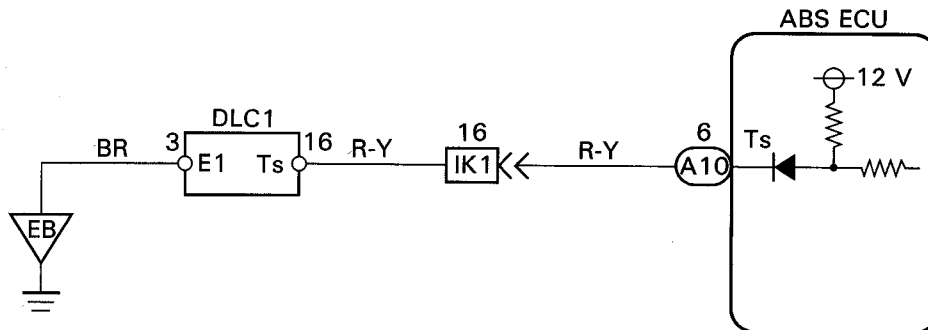 ABS ECU
12 V
DLC1
3
16
16
6
Ts
BR
E1
Ts
R-Y
IK1
R-Y
A10
EB